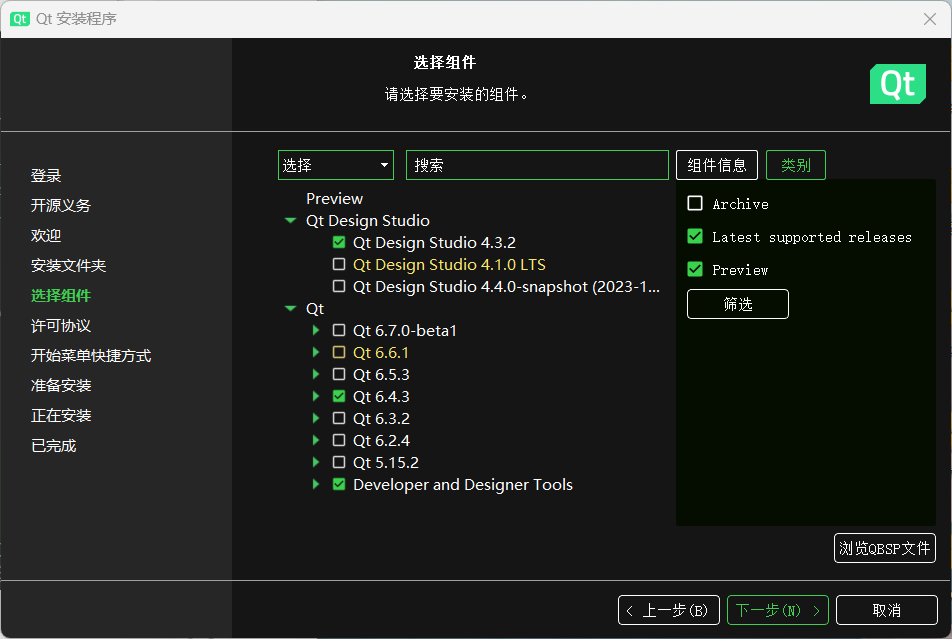 Qt Qt 安装程序
选择组件
请选择要安装的组件。
Qt
登录
开源义务
欢迎
安装文件夹
选择组件
许可协议
开始菜单快捷方式
准备安装
正在安装
已完成
选择 搜索 组件信息 类别
Preview
Qt Design Studio
Qt Design Studio 4.3.2
Qt Design Studio 4.1.0 LTS
Qt Design Studio 4.4.0-snapshot (2023-1...
Qt
Qt 6.7.0-beta1
Qt 6.6.1
Qt 6.5.3
Qt 6.4.3
Qt 6.3.2
Qt 6.2.4
Qt 5.15.2
Developer and Designer Tools
Archive
Latest supported releases
Preview
筛选
浏览QBSP文件
< 上一步(B) 下一步(N) > 取消